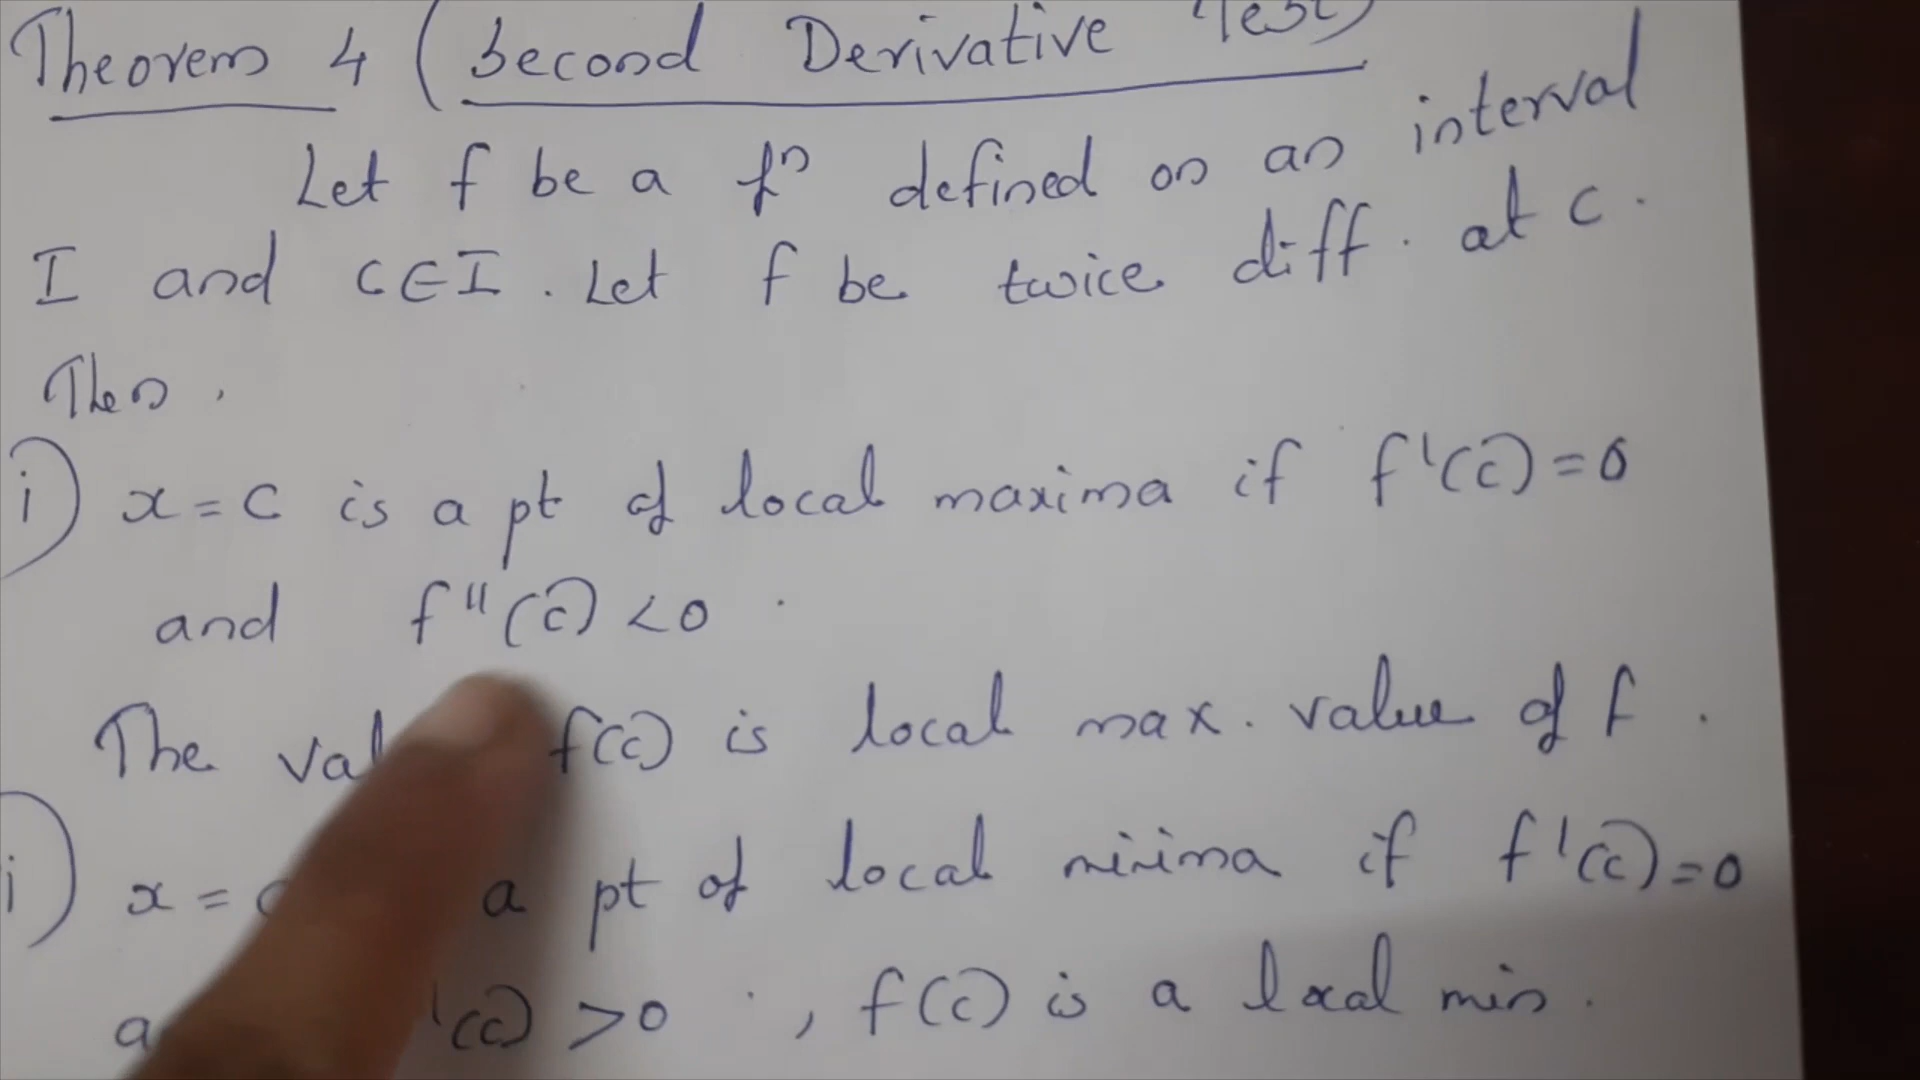 Theorem 4 (Second Derivative Test)
Let f be a fⁿ defined on an interval
I and c∈I. Let f be twice diff. at c.
Then,
i) x=c is a pt of local maxima if f'(c)=0
and f''(c)<0.
The f(c) is local max. value of f.
x= a pt of local minima if f'(c)=0
'(c)>0, f(c) is a local min.